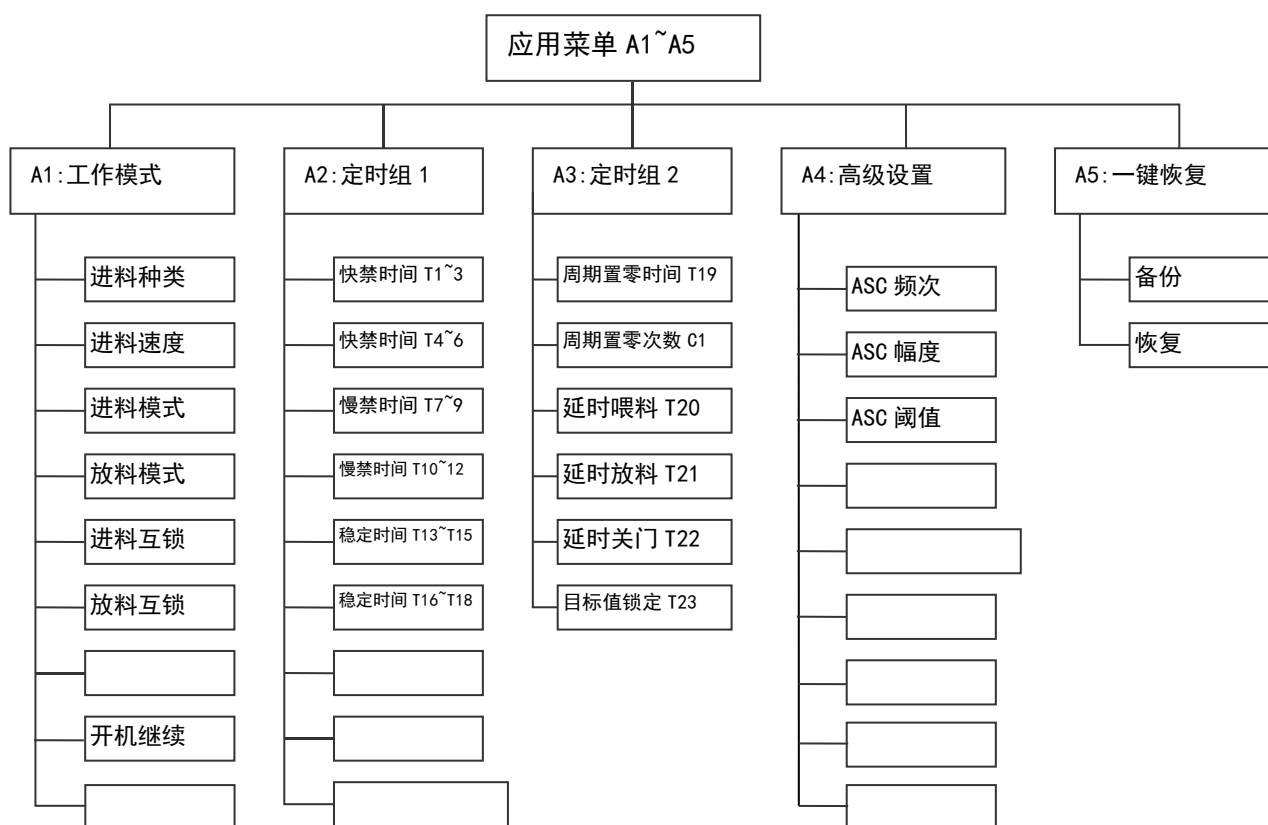 应用菜单 A1~A5
A1:工作模式
进料种类
进料速度
进料模式
放料模式
进料互锁
放料互锁
开机继续
A2:定时组 1
快禁时间 T1~3
快禁时间 T4~6
慢禁时间 T7~9
慢禁时间 T10~12
稳定时间 T13~T15
稳定时间 T16~T18
A3:定时组 2
周期置零时间 T19
周期置零次数 C1
延时喂料 T20
延时放料 T21
延时关门 T22
目标值锁定 T23
A4:高级设置
ASC 频次
ASC 幅度
ASC 阈值
A5:一键恢复
备份
恢复